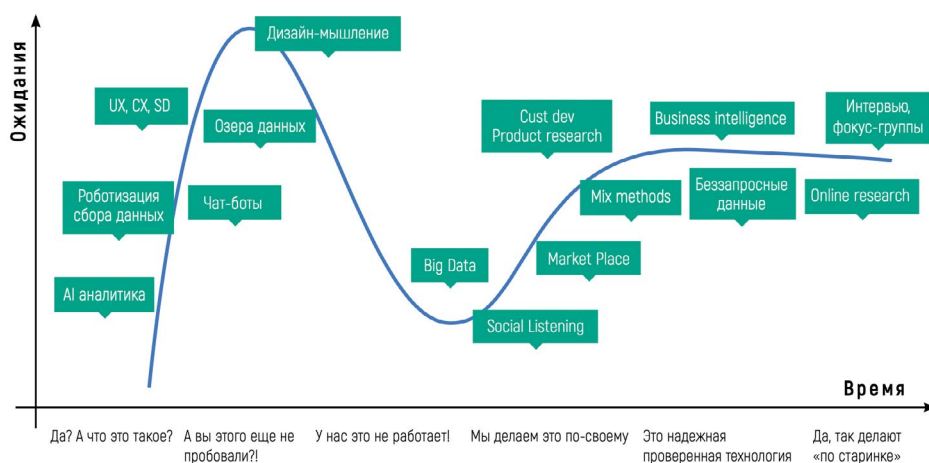 Ожидания
Дизайн-мышление
UX, CX, SD
Озера данных
Роботизация
сбора данных
Чат-боты
AI аналитика
Big Data
Social Listening
Cust dev
Product research
Market Place
Mix methods
Business intelligence
Беззапросные
данные
Интервью,
фокус-группы
Online research
Время
Да? А что это такое?
А вы этого еще не
пробовали?!
У нас это не работает!
Мы делаем это по-своему
Это надежная
проверенная технология
Да, так делают
«по старинке»